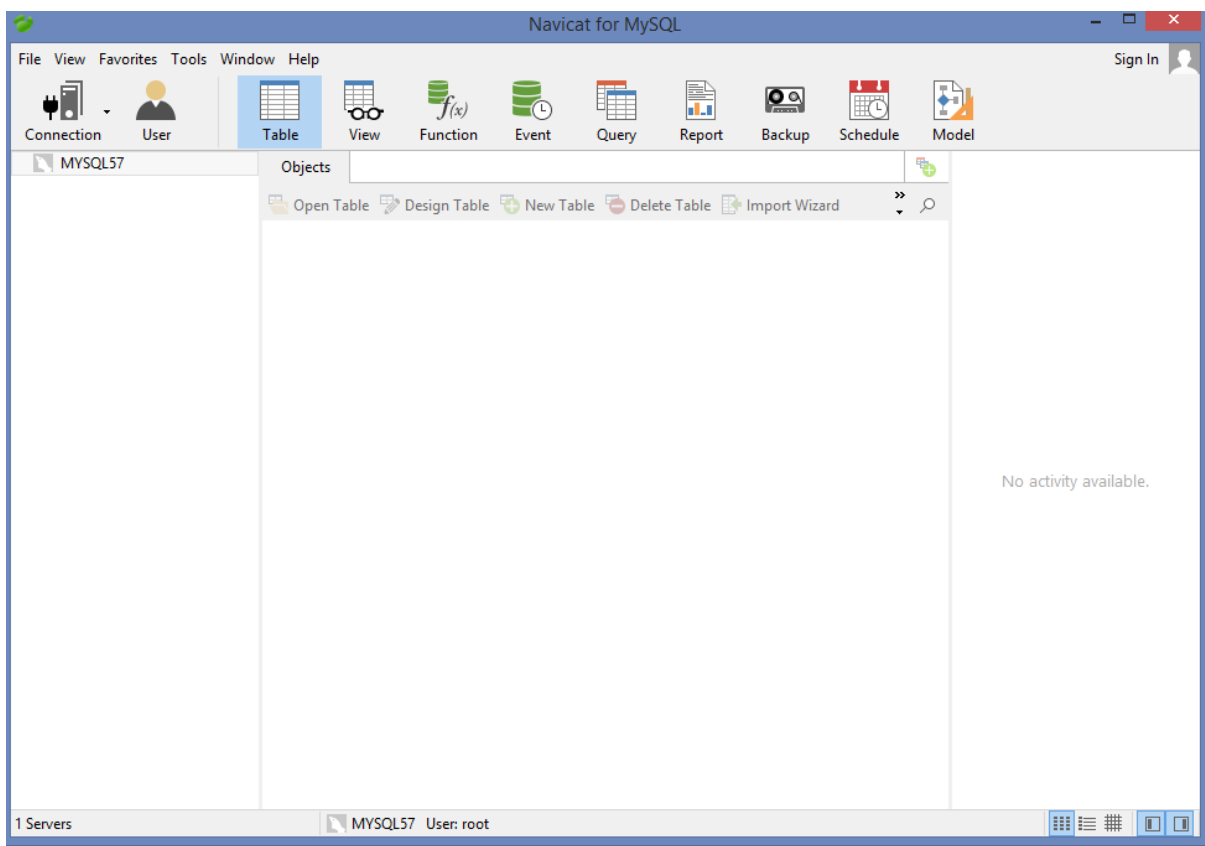 Navicat for MySQL
File View Favorites Tools Window Help Sign In
f(x)
Connection User Table View Function Event Query Report Backup Schedule Model
MYSQL57
Objects
Open Table Design Table New Table Delete Table Import Wizard
No activity available.
1 Servers MYSQL57 User: root